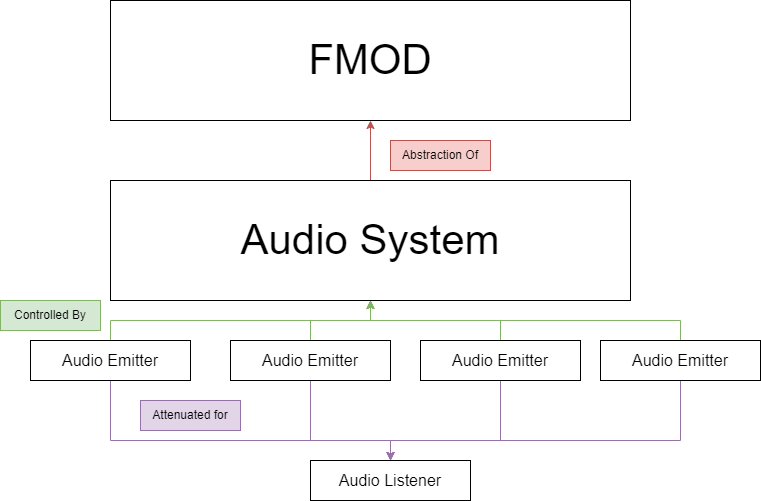 FMOD
Abstraction Of
Audio System
Controlled By
Audio Emitter
Audio Emitter
Audio Emitter
Audio Emitter
Attenuated for
Audio Listener